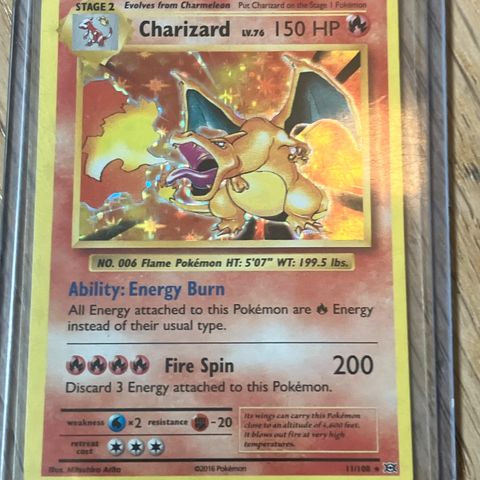 STAGE 2 Evolves from Charmeleon Put Charizard on the Stage 1 Pokémon
Charizard LV.76 150 HP
NO. 006 Flame Pokémon HT: 5'07" WT: 199.5 lbs.
Ability: Energy Burn
All Energy attached to this Pokémon are Energy
instead of their usual type.
Fire Spin 200
Discard 3 Energy attached to this Pokémon.
weakness ×2 resistance -20
retreat
cost
Its wings can carry this Pokémon
close to an altitude of 4,600 feet.
It blows out fire at very high
temperatures.
Illus. Mitsuhiro Arita ©2016 Pokémon 11/108